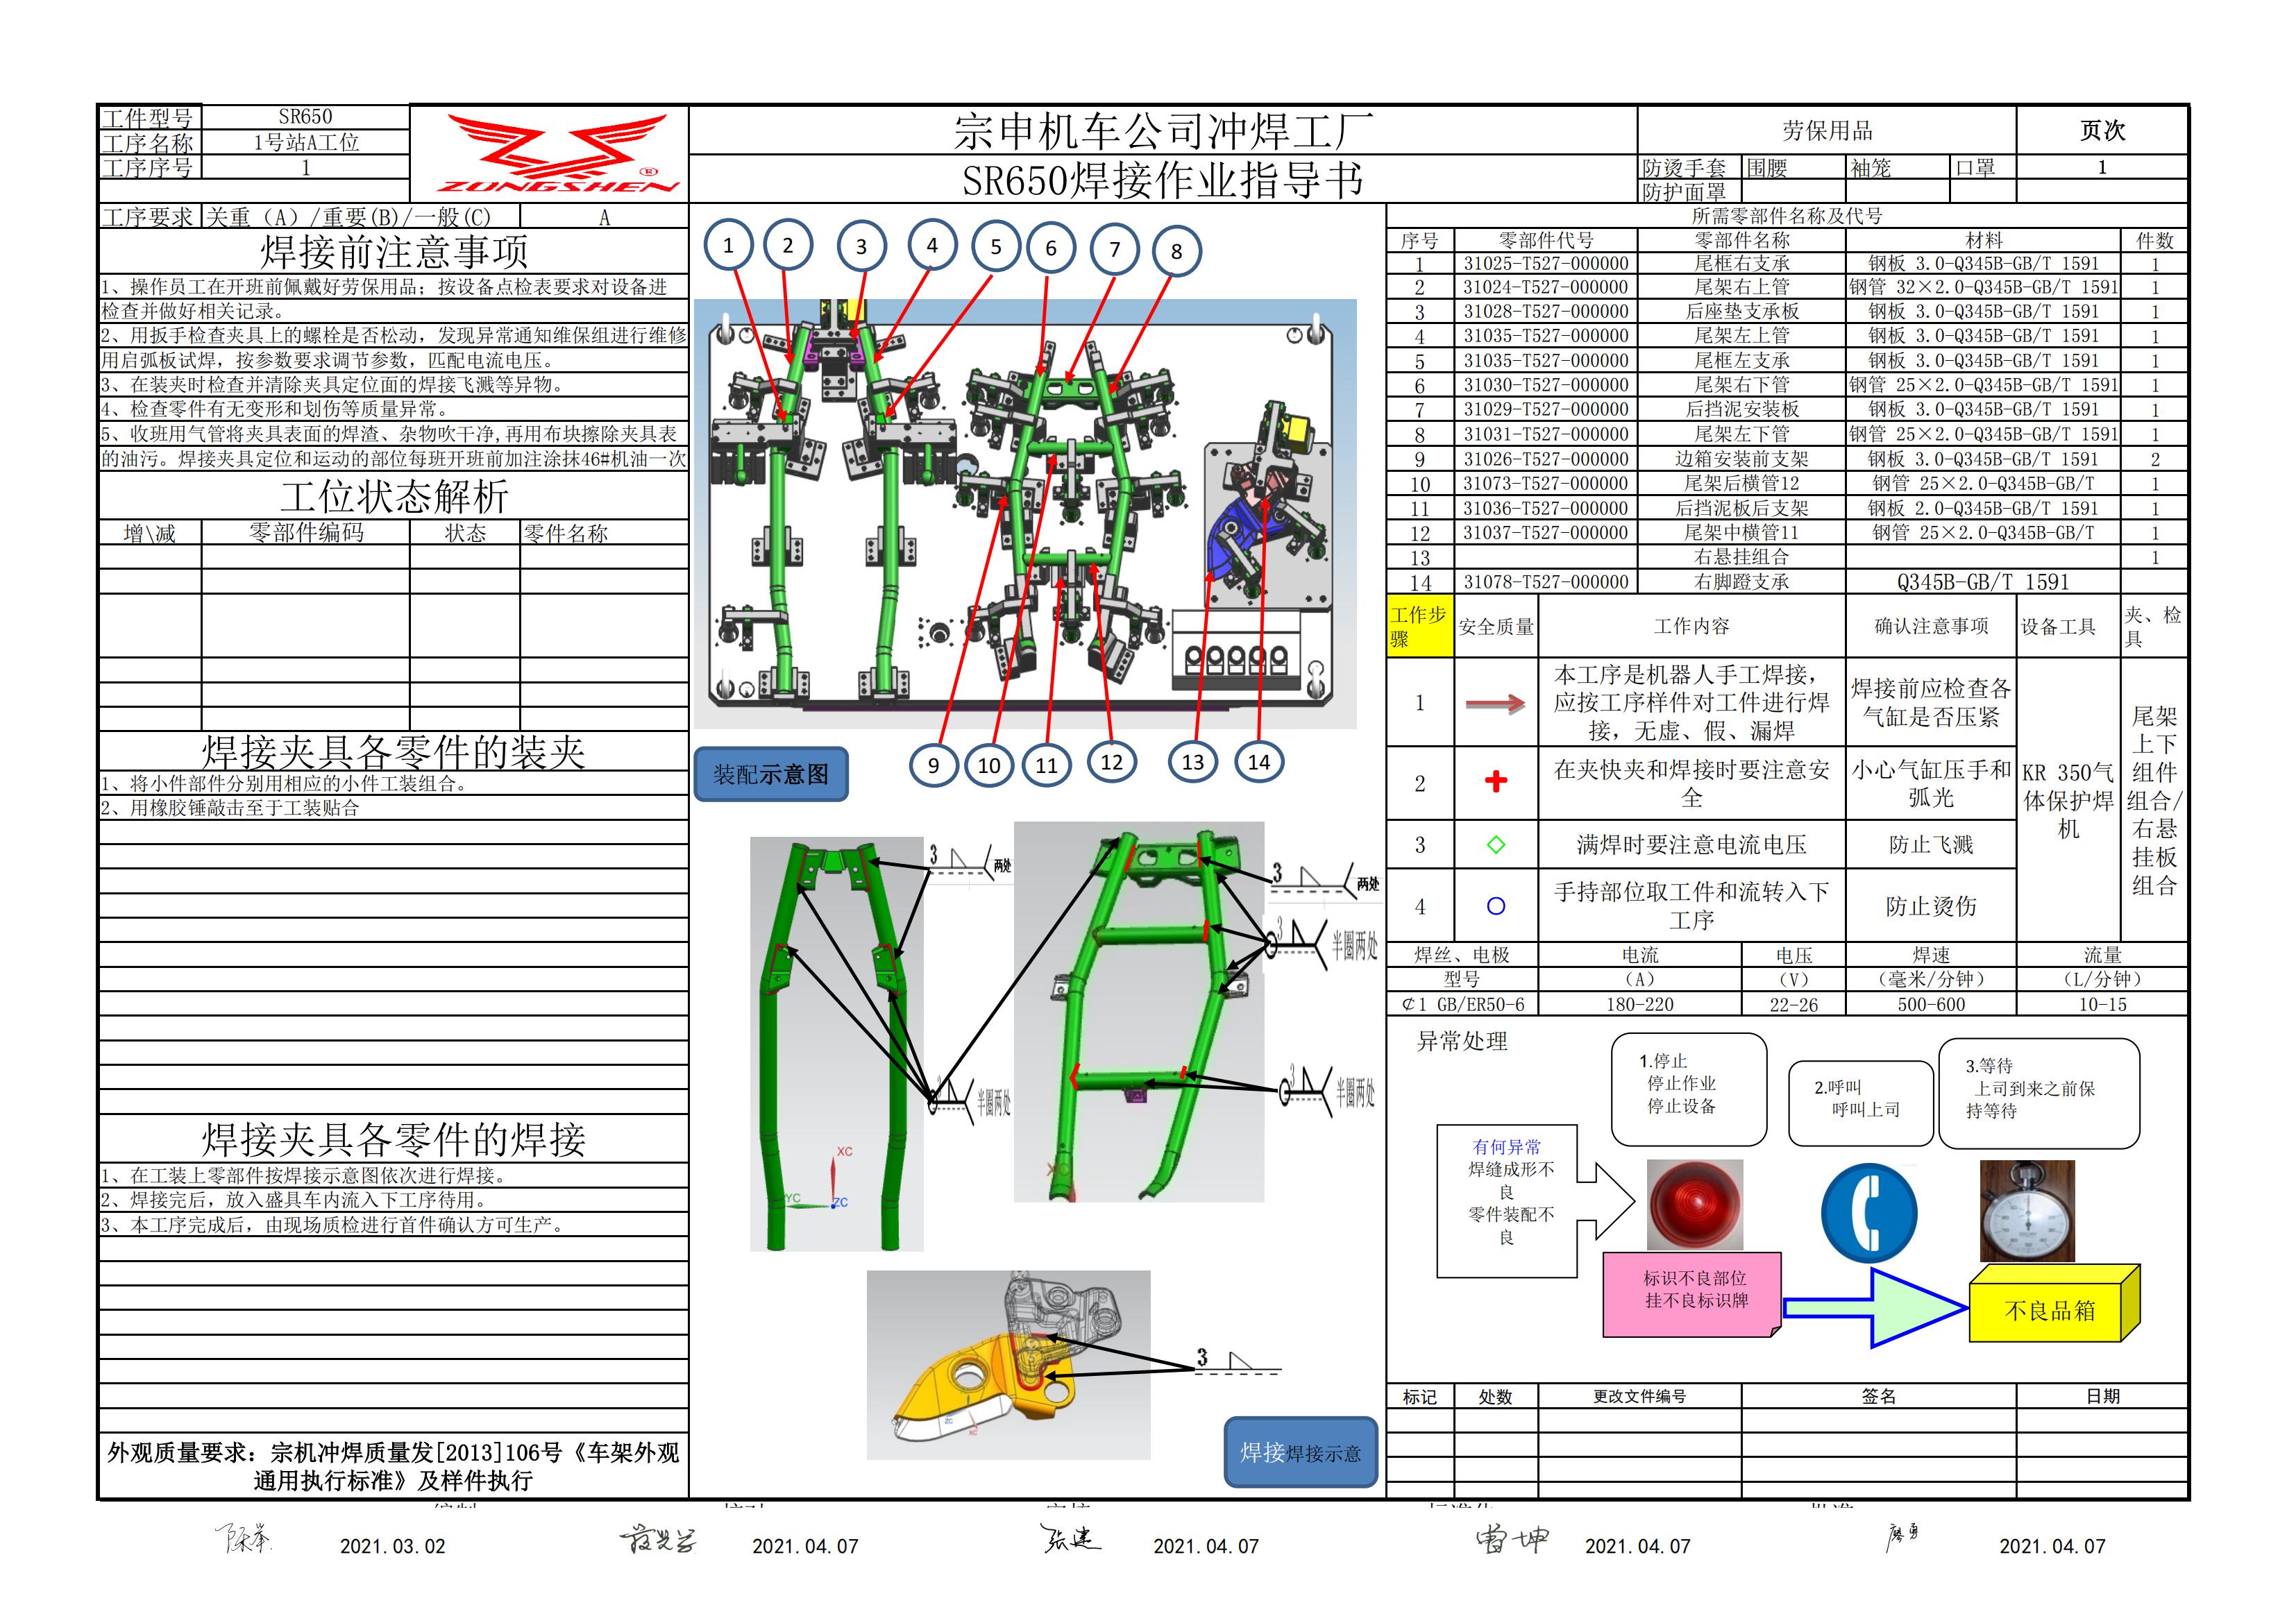 工件型号 SR650
工序名称 1号站A工位
工序序号 1
ZONGSHEN ®
宗申机车公司冲焊工厂
SR650焊接作业指导书
劳保用品 页次
防烫手套 围腰 袖笼 口罩 1
防护面罩
工序要求 关重（A）/重要(B)/一般(C) A
焊接前注意事项
1、操作员工在开班前佩戴好劳保用品；按设备点检表要求对设备进
检查并做好相关记录。
2、用扳手检查夹具上的螺栓是否松动，发现异常通知维保组进行维修
用启弧板试焊，按参数要求调节参数，匹配电流电压。
3、在装夹时检查并清除夹具定位面的焊接飞溅等异物。
4、检查零件有无变形和划伤等质量异常。
5、收班用气管将夹具表面的焊渣、杂物吹干净,再用布块擦除夹具表
的油污。焊接夹具定位和运动的部位每班开班前加注涂抹46#机油一次
工位状态解析
增\减 零部件编码 状态 零件名称
焊接夹具各零件的装夹
1、将小件部件分别用相应的小件工装组合。
2、用橡胶锤敲击至于工装贴合
焊接夹具各零件的焊接
1、在工装上零部件按焊接示意图依次进行焊接。
2、焊接完后，放入盛具车内流入下工序待用。
3、本工序完成后，由现场质检进行首件确认方可生产。
外观质量要求：宗机冲焊质量发[2013]106号《车架外观
通用执行标准》及样件执行
1 2 3 4 5 6 7 8
9 10 11 12 13 14
装配示意图
3 两处
3 两处
3 半圈两处
3 半圈两处
3 半圈两处
XC
YC
ZC
XC
3
ZC
XC
焊接焊接示意
所需零部件名称及代号
序号 零部件代号 零部件名称 材料 件数
1 31025-T527-000000 尾框右支承 钢板 3.0-Q345B-GB/T 1591 1
2 31024-T527-000000 尾架右上管 钢管 32×2.0-Q345B-GB/T 1591 1
3 31028-T527-000000 后座垫支承板 钢板 3.0-Q345B-GB/T 1591 1
4 31035-T527-000000 尾架左上管 钢板 3.0-Q345B-GB/T 1591 1
5 31035-T527-000000 尾框左支承 钢板 3.0-Q345B-GB/T 1591 1
6 31030-T527-000000 尾架右下管 钢管 25×2.0-Q345B-GB/T 1591 1
7 31029-T527-000000 后挡泥安装板 钢板 3.0-Q345B-GB/T 1591 1
8 31031-T527-000000 尾架左下管 钢管 25×2.0-Q345B-GB/T 1591 1
9 31026-T527-000000 边箱安装前支架 钢板 3.0-Q345B-GB/T 1591 2
10 31073-T527-000000 尾架后横管12 钢管 25×2.0-Q345B-GB/T 1
11 31036-T527-000000 后挡泥板后支架 钢板 2.0-Q345B-GB/T 1591 1
12 31037-T527-000000 尾架中横管11 钢管 25×2.0-Q345B-GB/T 1
13 右悬挂组合 1
14 31078-T527-000000 右脚蹬支承 Q345B-GB/T 1591
工作步骤 安全质量 工作内容 确认注意事项 设备工具 夹、检具
1 本工序是机器人手工焊接，应按工序样件对工件进行焊接，无虚、假、漏焊 焊接前应检查各气缸是否压紧
2 在夹快夹和焊接时要注意安全 小心气缸压手和弧光
3 满焊时要注意电流电压 防止飞溅
4 手持部位取工件和流转入下工序 防止烫伤
KR 350气体保护焊机
尾架上下组件组合/右悬挂板组合
焊丝、电极 电流 电压 焊速 流量
型号 （A） （V） （毫米/分钟） （L/分钟）
¢1 GB/ER50-6 180-220 22-26 500-600 10-15
异常处理
1.停止
停止作业
停止设备
2.呼叫
呼叫上司
3.等待
上司到来之前保
持等待
有何异常
焊缝成形不
良
零件装配不
良
标识不良部位
挂不良标识牌
不良品箱
标记 处数 更改文件编号 签名 日期
2021.03.02 2021.04.07 张建 2021.04.07 雷坤 2021.04.07 廖勇 2021.04.07